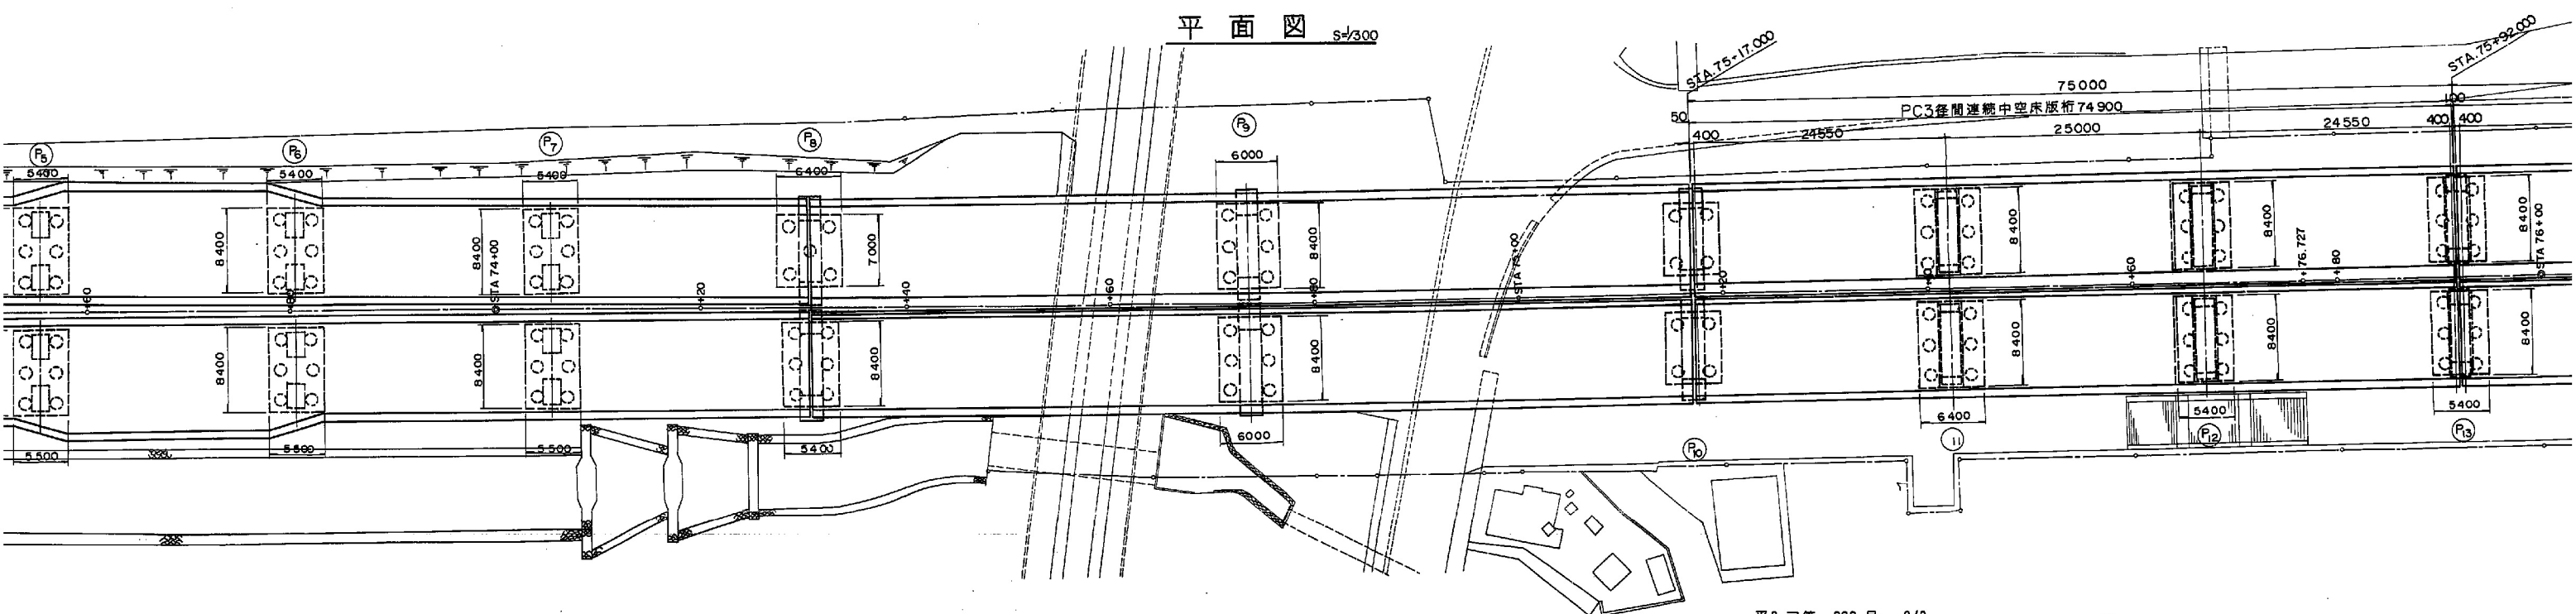 平面図 S=1/300
STA.75+17.000
STA.75+92.000
75000
100
PC3径間連続中空床版桁 74900
50
400 24550 25000 24550 400 400
P5 P6 P7 P8 P9
5400 5400 5400 6400 6000
8400 8400 7000 8400 8400 8400 8400
+60 +80 STA 74+00 +20 +40 +60 +80 STA 75+00 +20 +40 +60 +76.727 +80 STA 76+00
8400 8400 8400 8400 8400 8400 8400
5500 5500 5500 5400 6000 6400 5400 5400
P10 11 P12 P13